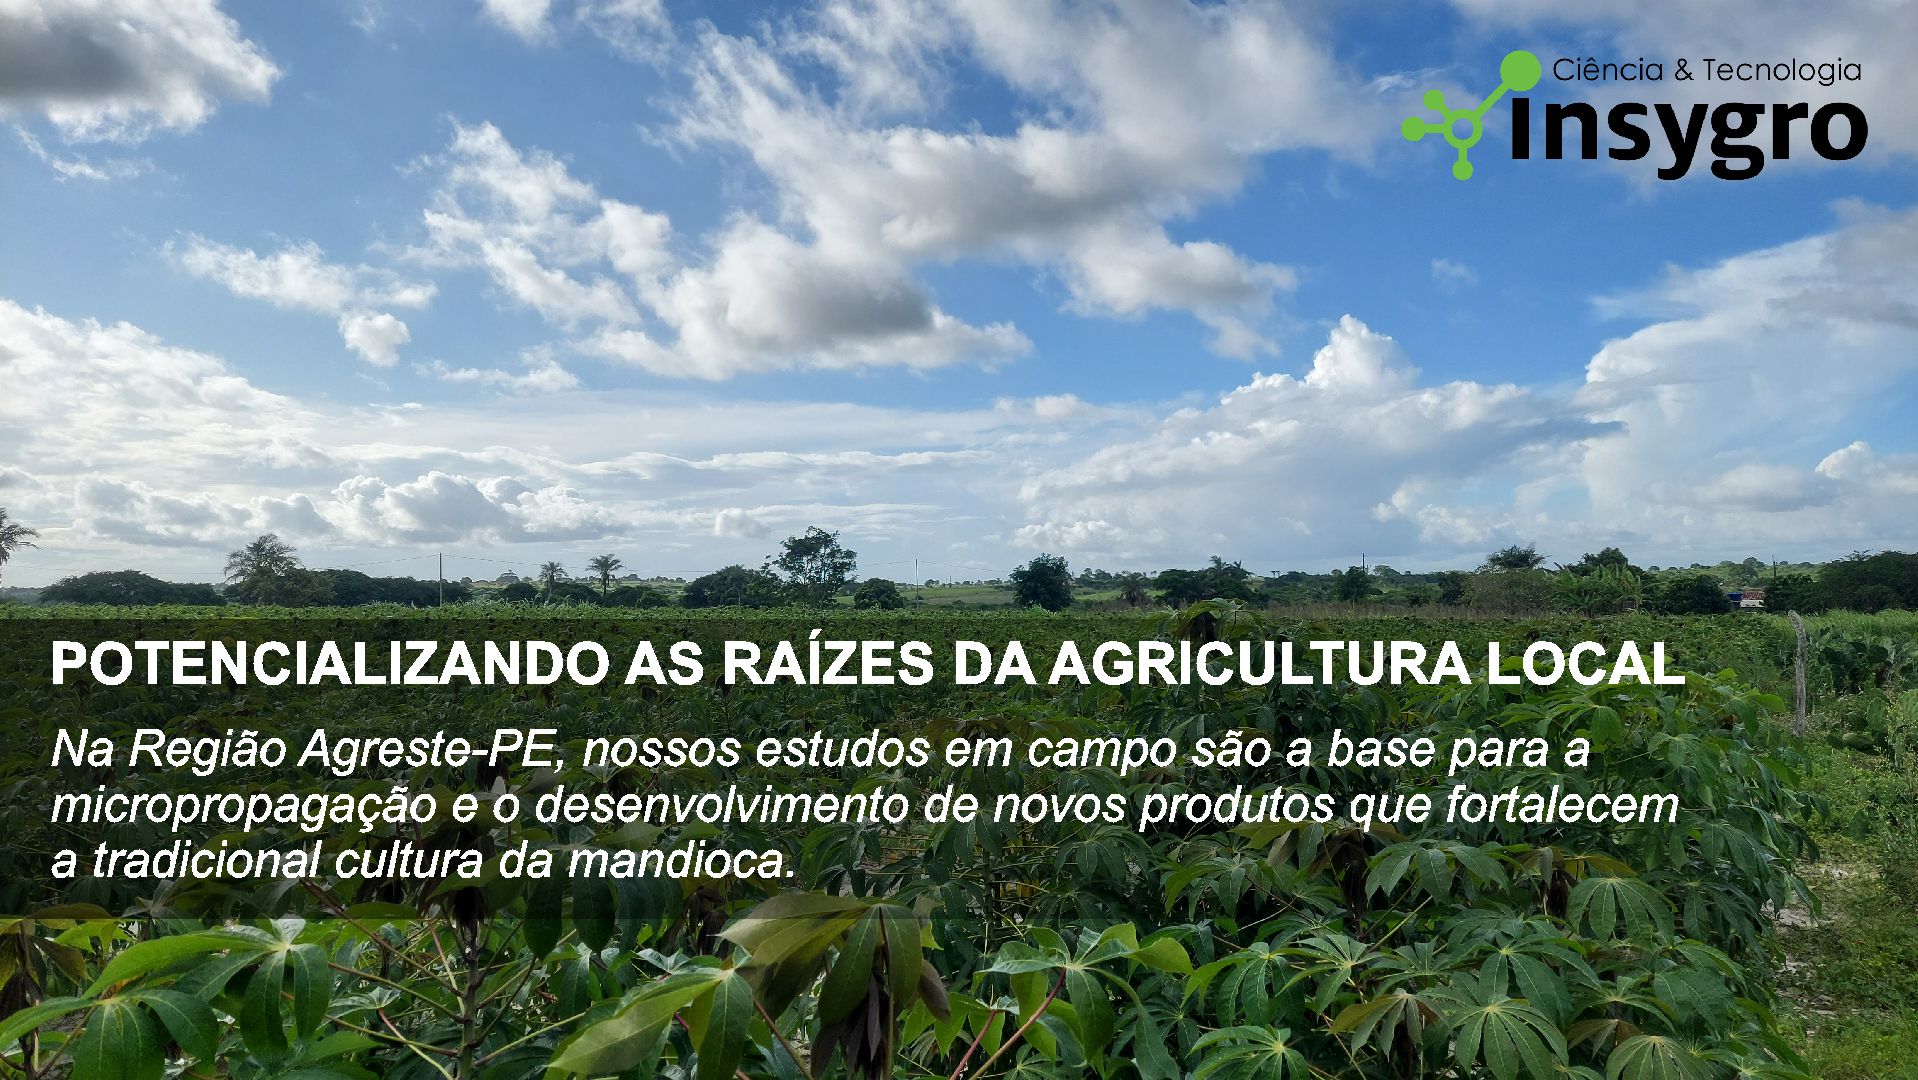 Ciência & Tecnologia
Insygro
POTENCIALIZANDO AS RAÍZES DA AGRICULTURA LOCAL
Na Região Agreste-PE, nossos estudos em campo são a base para a
micropropagação e o desenvolvimento de novos produtos que fortalecem
a tradicional cultura da mandioca.